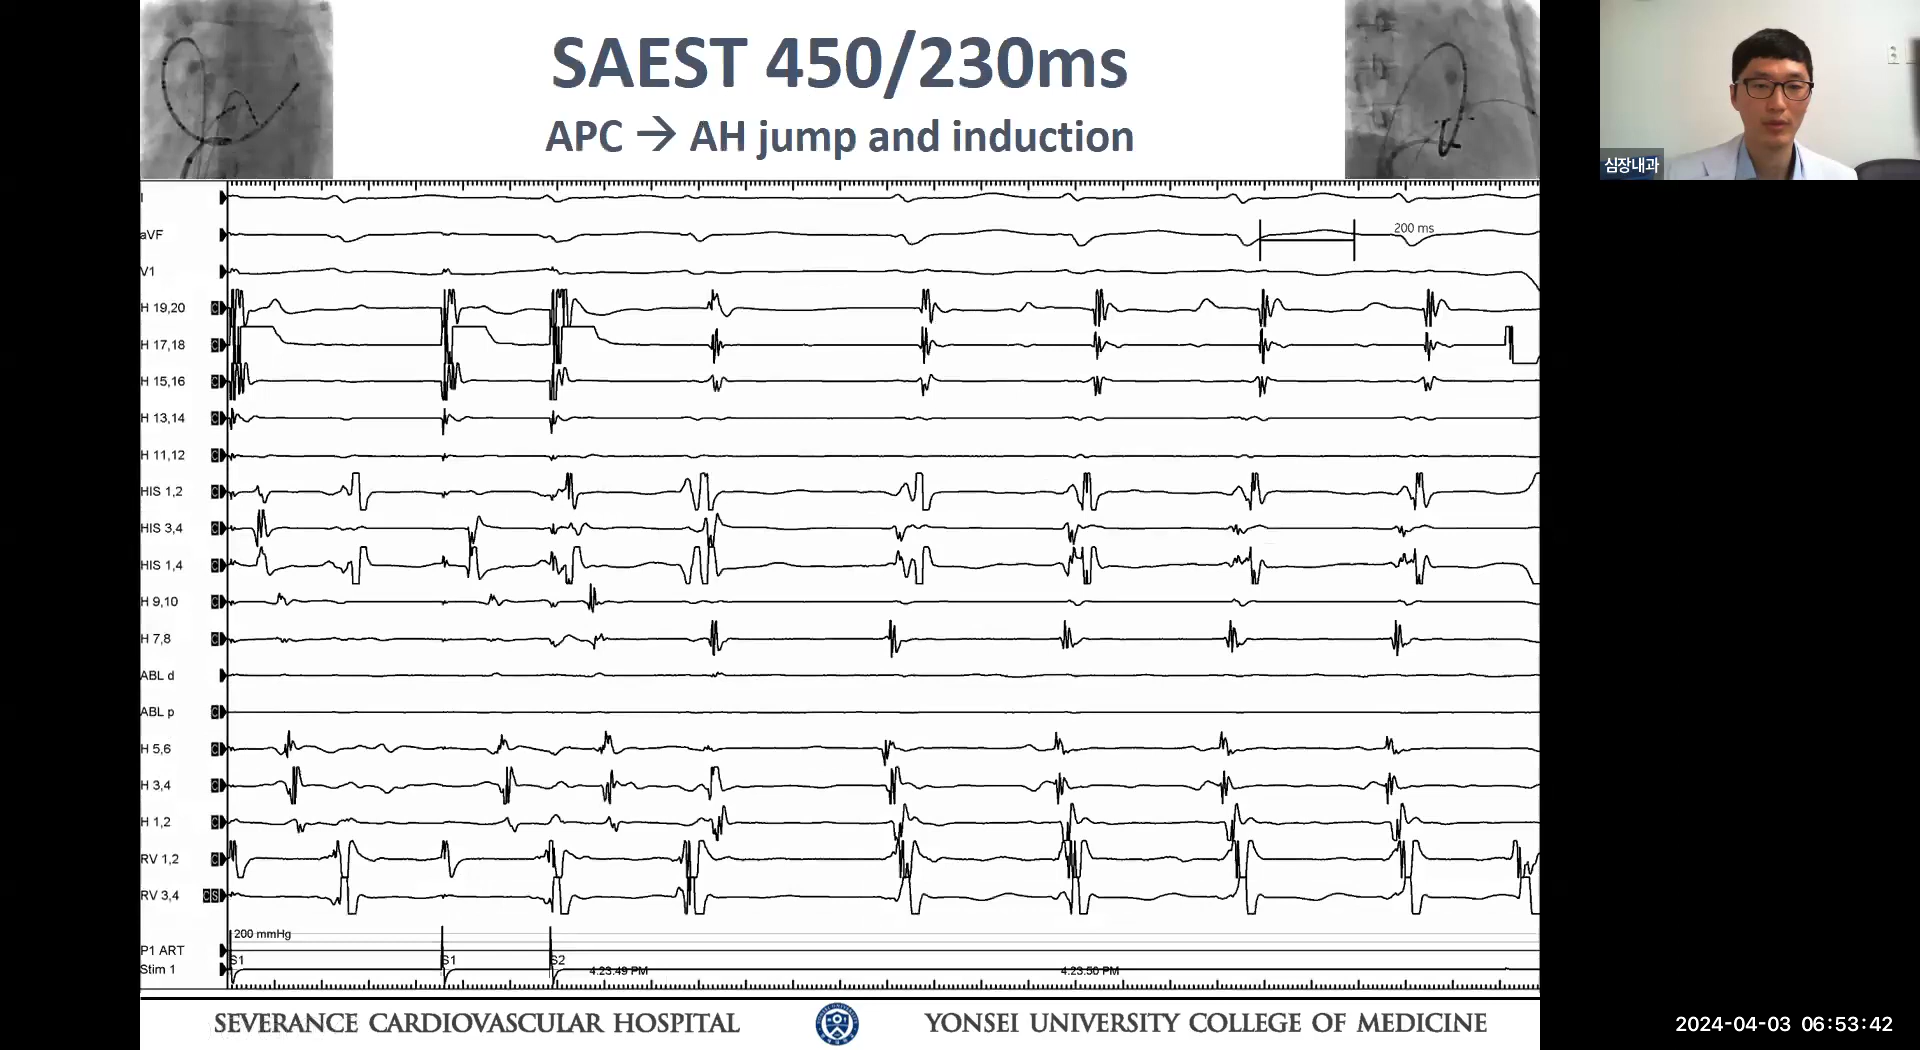 SAEST 450/230ms
APC → AH jump and induction
심장내과
I
aVF
200 ms
V1
H 19,20
H 17,18
H 15,16
H 13,14
H 11,12
HIS 1,2
HIS 3,4
HIS 1,4
H 9,10
H 7,8
ABL d
ABL p
H 5,6
H 3,4
H 1,2
RV 1,2
RV 3,4
200 mmHg
P1 ART
S1 S1 S2
Stim 1
4:23:49 PM 4:23:50 PM
SEVERANCE CARDIOVASCULAR HOSPITAL
YONSEI UNIVERSITY COLLEGE OF MEDICINE
2024-04-03 06:53:42